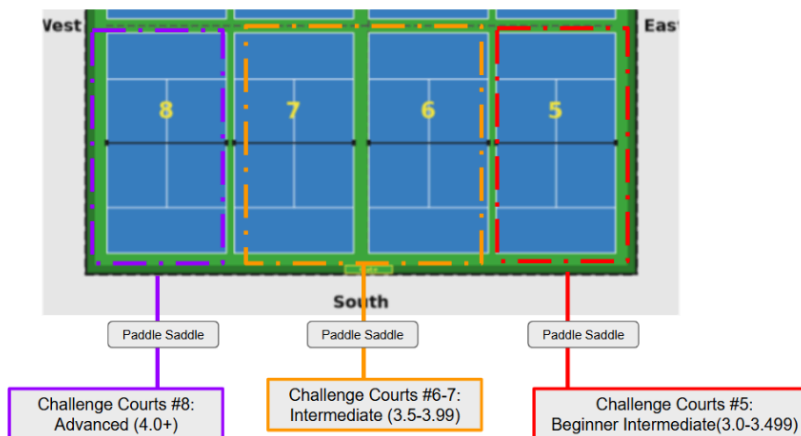 West
East
8
7
6
5
South
Paddle Saddle
Paddle Saddle
Paddle Saddle
Challenge Courts #8:
Advanced (4.0+)
Challenge Courts #6-7:
Intermediate (3.5-3.99)
Challenge Courts #5:
Beginner Intermediate(3.0-3.499)